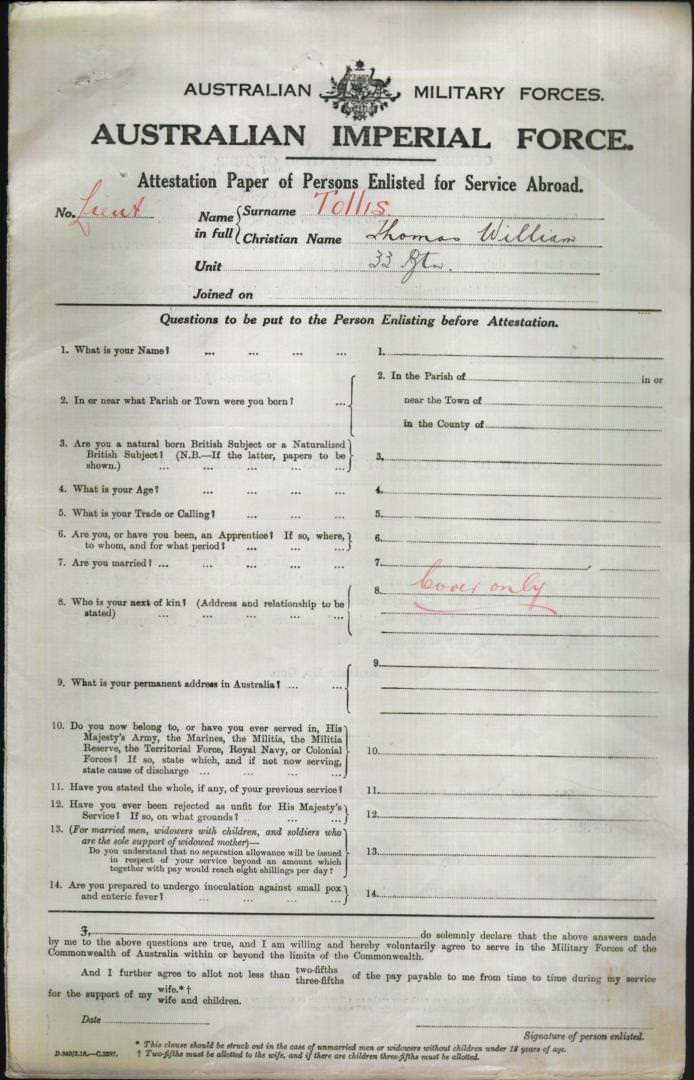 AUSTRALIAN MILITARY FORCES.
AUSTRALIAN IMPERIAL FORCE.
Attestation Paper of Persons Enlisted for Service Abroad.
No. Lieut
Name in full { Surname Tollis
Christian Name Thomas William
Unit 33 Btn.
Joined on
Questions to be put to the Person Enlisting before Attestation.
1. What is your Name? ... ... ... ... 1.
2. In or near what Parish or Town were you born? ... 2. In the Parish of in or
near the Town of
in the County of
3. Are you a natural born British Subject or a Naturalized
British Subject? (N.B.—If the latter, papers to be
shown.) ... ... ... ... 3.
4. What is your Age? ... ... ... 4.
5. What is your Trade or Calling? ... ... ... 5.
6. Are you, or have you been, an Apprentice? If so, where,
to whom, and for what period? ... ... ... 6.
7. Are you married? ... ... ... ... 7.
8. Who is your next of kin? (Address and relationship to be
stated) ... ... ... ... 8. Cover only
9. What is your permanent address in Australia? ... ... 9.
10. Do you now belong to, or have you ever served in, His
Majesty's Army, the Marines, the Militia, the Militia
Reserve, the Territorial Force, Royal Navy, or Colonial
Forces? If so, state which, and if not now serving,
state cause of discharge ... ... ... ... 10.
11. Have you stated the whole, if any, of your previous service? 11.
12. Have you ever been rejected as unfit for His Majesty's
Service? If so, on what grounds? ... ... 12.
13. (For married men, widowers with children, and soldiers who
are the sole support of widowed mother)—
Do you understand that no separation allowance will be issued
in respect of your service beyond an amount which
together with pay would reach eight shillings per day? 13.
14. Are you prepared to undergo inoculation against small pox
and enteric fever? ... ... ... 14.
I, do solemnly declare that the above answers made
by me to the above questions are true, and I am willing and hereby voluntarily agree to serve in the Military Forces of the
Commonwealth of Australia within or beyond the limits of the Commonwealth.
And I further agree to allot not less than two-fifths three-fifths of the pay payable to me from time to time during my service
for the support of my wife.*† wife and children.
Date
Signature of person enlisted.
* This clause should be struck out in the case of unmarried men or widowers without children under 18 years of age.
D.349/2.16.—C.3237. † Two-fifths must be allotted to the wife, and if there are children three-fifths must be allotted.